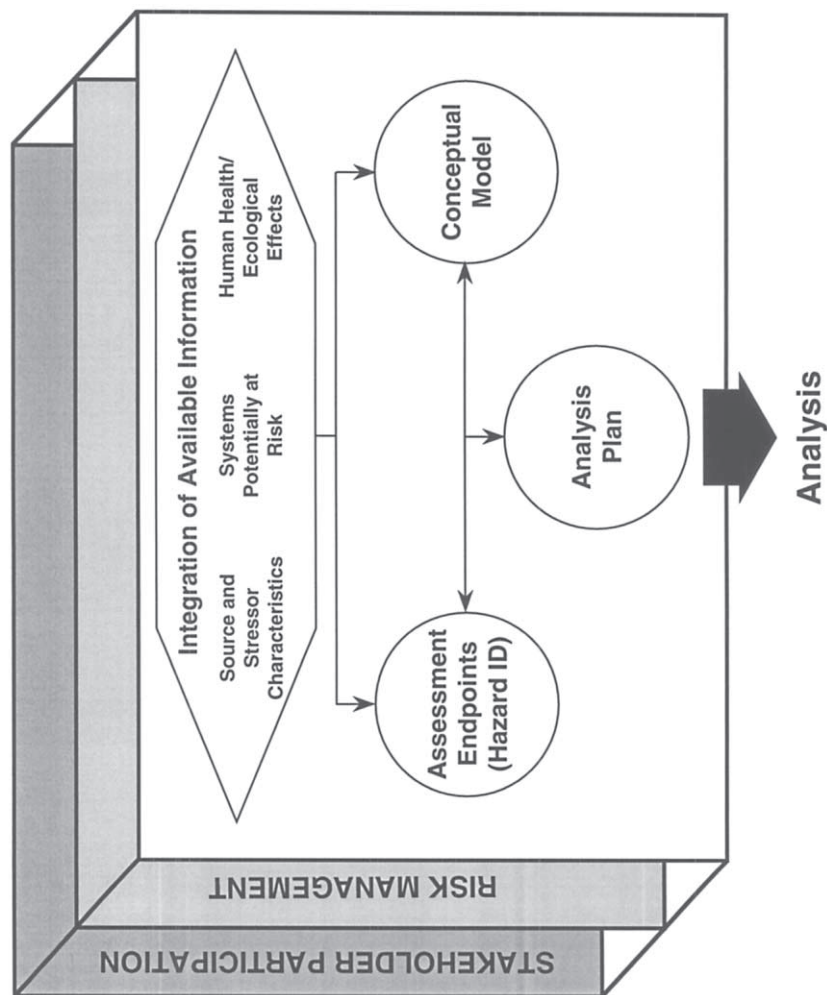 Integration of Available Information
Source and
Stressor
Characteristics
Systems
Potentially at
Risk
Human Health/
Ecological
Effects
Assessment
Endpoints
(Hazard ID)
Conceptual
Model
Analysis
Plan
Analysis
RISK MANAGEMENT
STAKEHOLDER PARTICIPATION